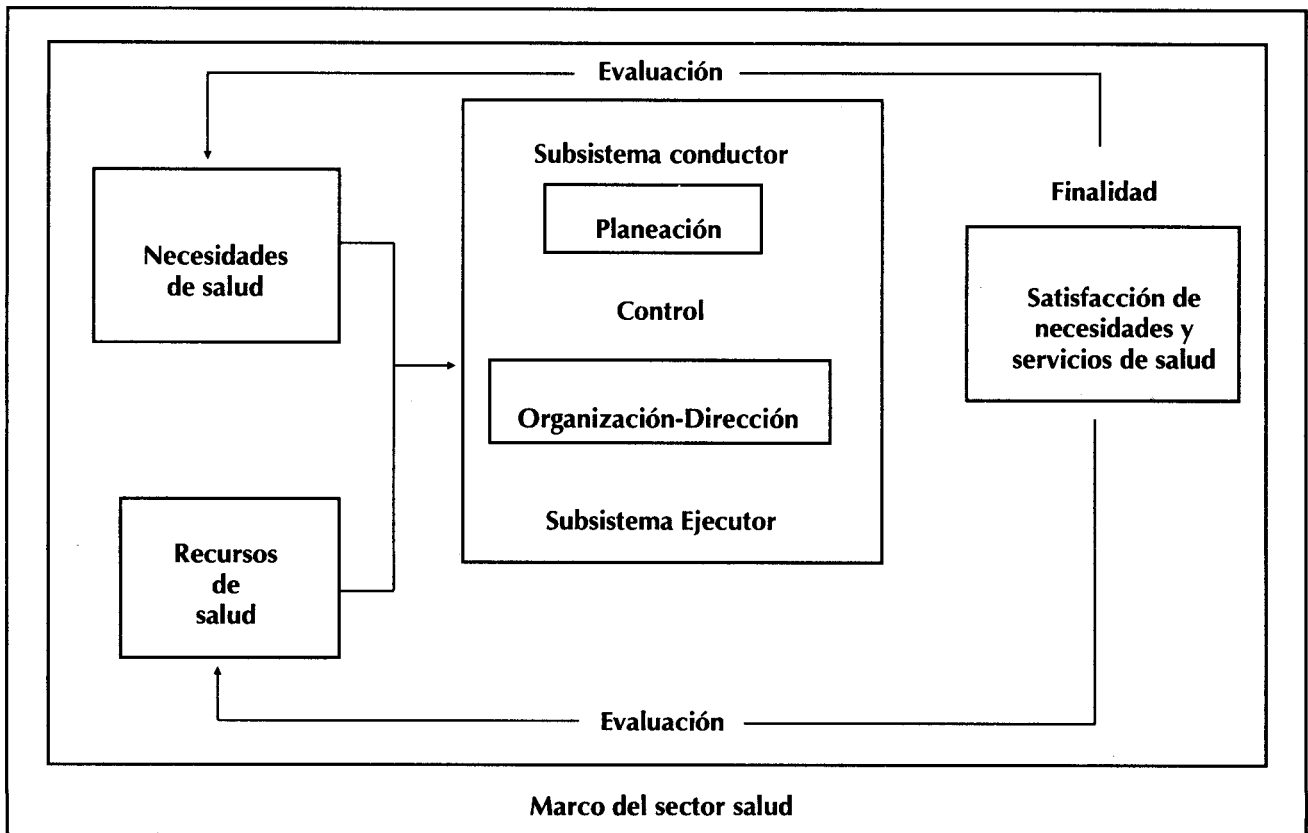 Evaluación
Subsistema conductor
Planeación
Control
Organización-Dirección
Subsistema Ejecutor
Necesidades
de salud
Recursos
de
salud
Finalidad
Satisfacción de
necesidades y
servicios de salud
Evaluación
Marco del sector salud